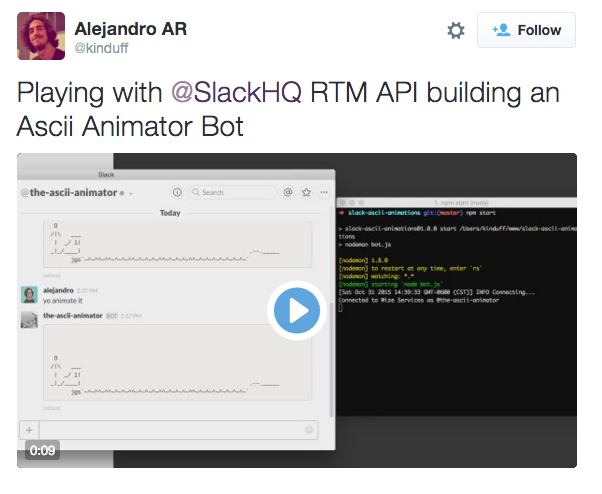 Alejandro AR
@kinduff
Follow
Playing with @SlackHQ RTM API building an
Ascii Animator Bot
Slack
@the-ascii-animator
Search
Today
alejandro 2:37 PM
yo animate it
the-ascii-animator BOT 2:37 PM
0:09
1. npm start (node)
slack-ascii-animations git:(master) npm start
> slack-ascii-animations@1.0.0 start /Users/kinduff/www/slack-ascii-anima
tions
> nodemon bot.js
[nodemon] 1.8.0
[nodemon] to restart at any time, enter `rs`
[nodemon] watching: *.*
[nodemon] starting `node bot.js`
[Sat Oct 31 2015 14:39:33 GMT-0600 (CST)] INFO Connecting...
Connected to Wize Services as @the-ascii-animator